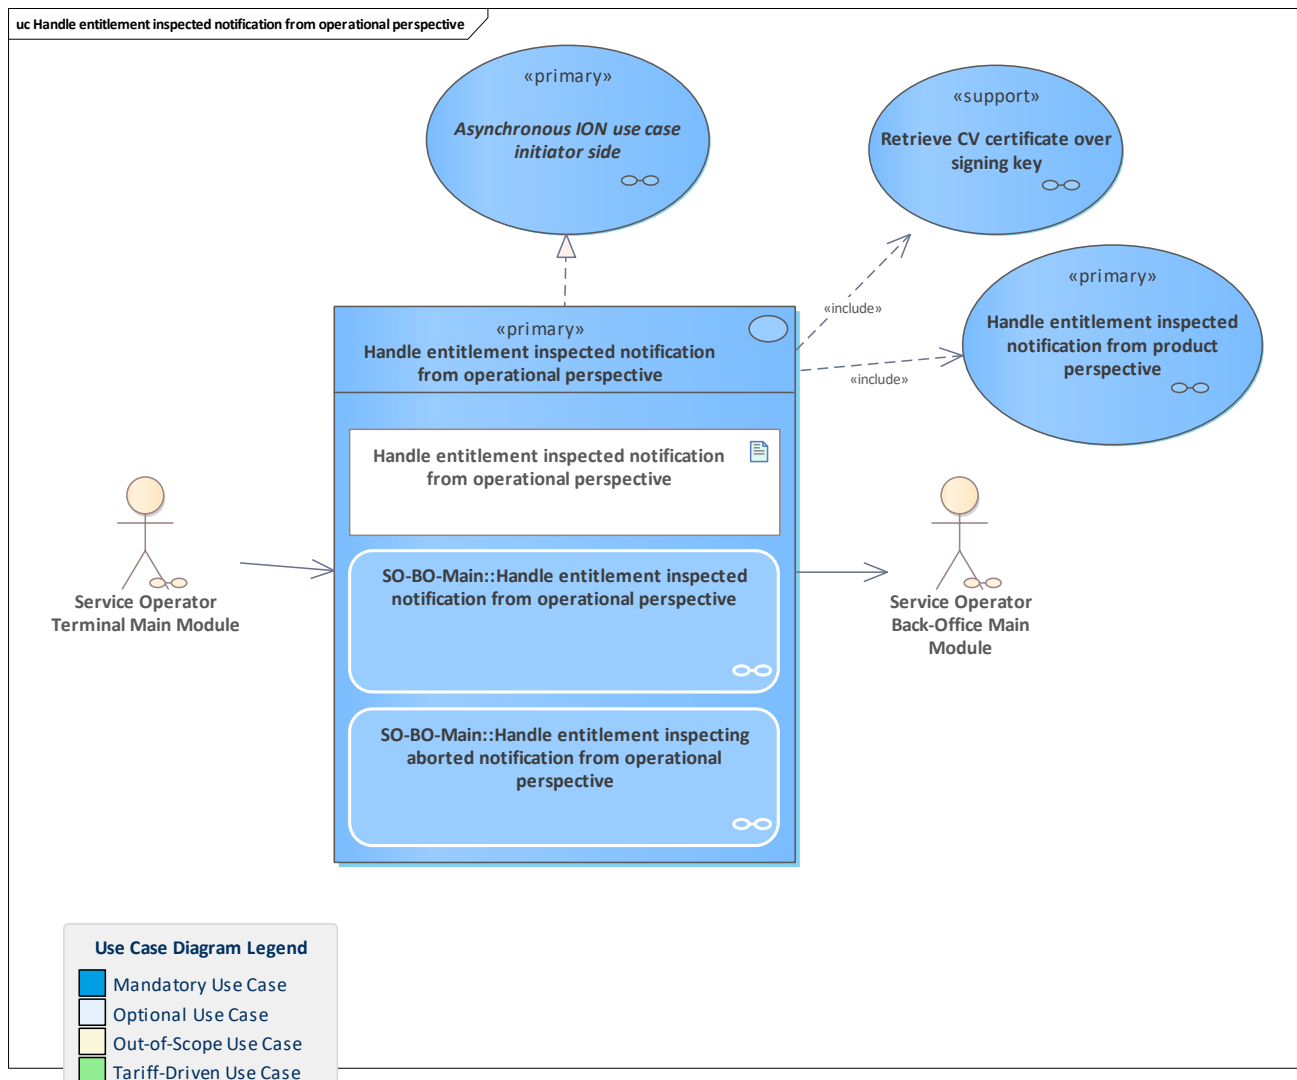 uc Handle entitlement inspected notification from operational perspective
«primary»
Asynchronous ION use case
initiator side
«support»
Retrieve CV certificate over
signing key
«include»
«primary»
Handle entitlement inspected
notification from product
perspective
«include»
«primary»
Handle entitlement inspected notification
from operational perspective
Handle entitlement inspected notification
from operational perspective
SO-BO-Main::Handle entitlement inspected
notification from operational perspective
SO-BO-Main::Handle entitlement inspecting
aborted notification from operational
perspective
Service Operator
Terminal Main Module
Service Operator
Back-Office Main
Module
Use Case Diagram Legend
Mandatory Use Case
Optional Use Case
Out-of-Scope Use Case
Tariff-Driven Use Case